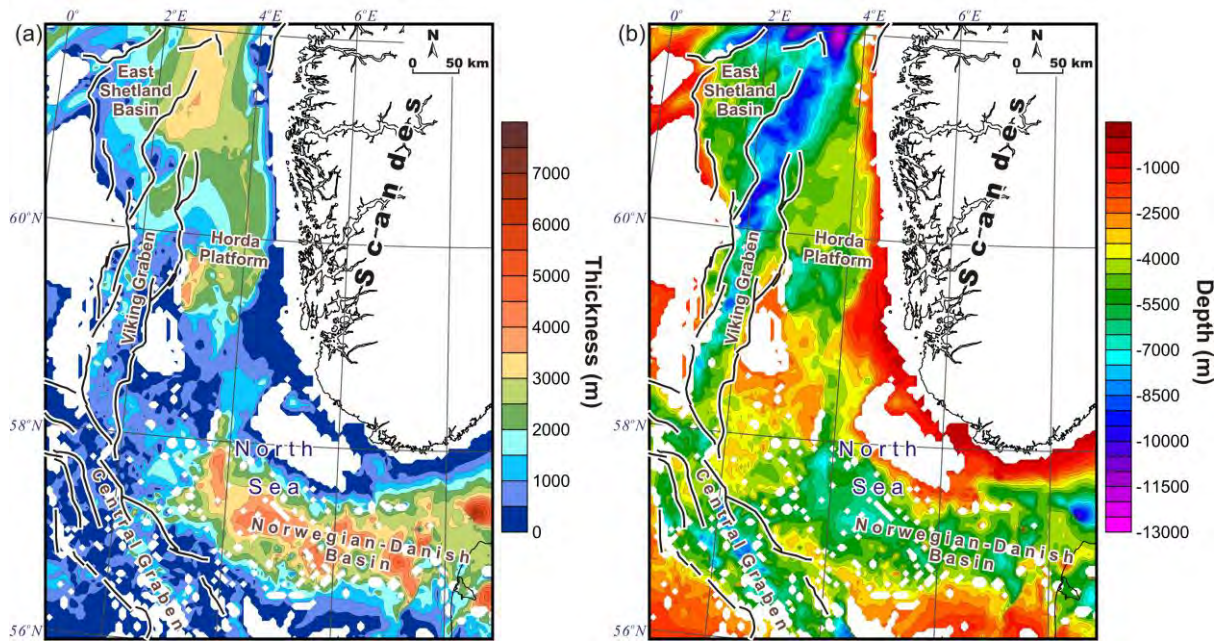 (a)
0°
2°E
4°E
6°E
N
0 50 km
East
Shetland
Basin
Scandes
60°N
Viking Graben
Horda
Platform
58°N
North
Sea
Central Graben
Norwegian-Danish
Basin
56°N
7000
6000
5000
4000
3000
2000
1000
0
Thickness (m)
(b)
0°
2°E
4°E
6°E
N
0 50 km
East
Shetland
Basin
Scandes
60°N
Viking Graben
Horda
Platform
58°N
North
Sea
Central Graben
Norwegian-Danish
Basin
56°N
-1000
-2500
-4000
-5500
-7000
-8500
-10000
-11500
-13000
Depth (m)